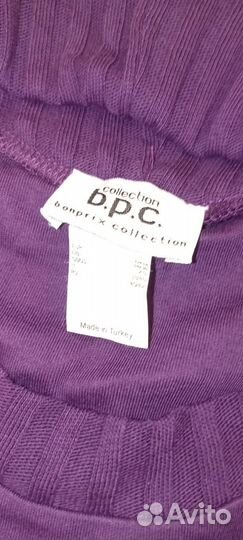 collection
b.p.c.
bonprix collection
Made in Turkey
Avito